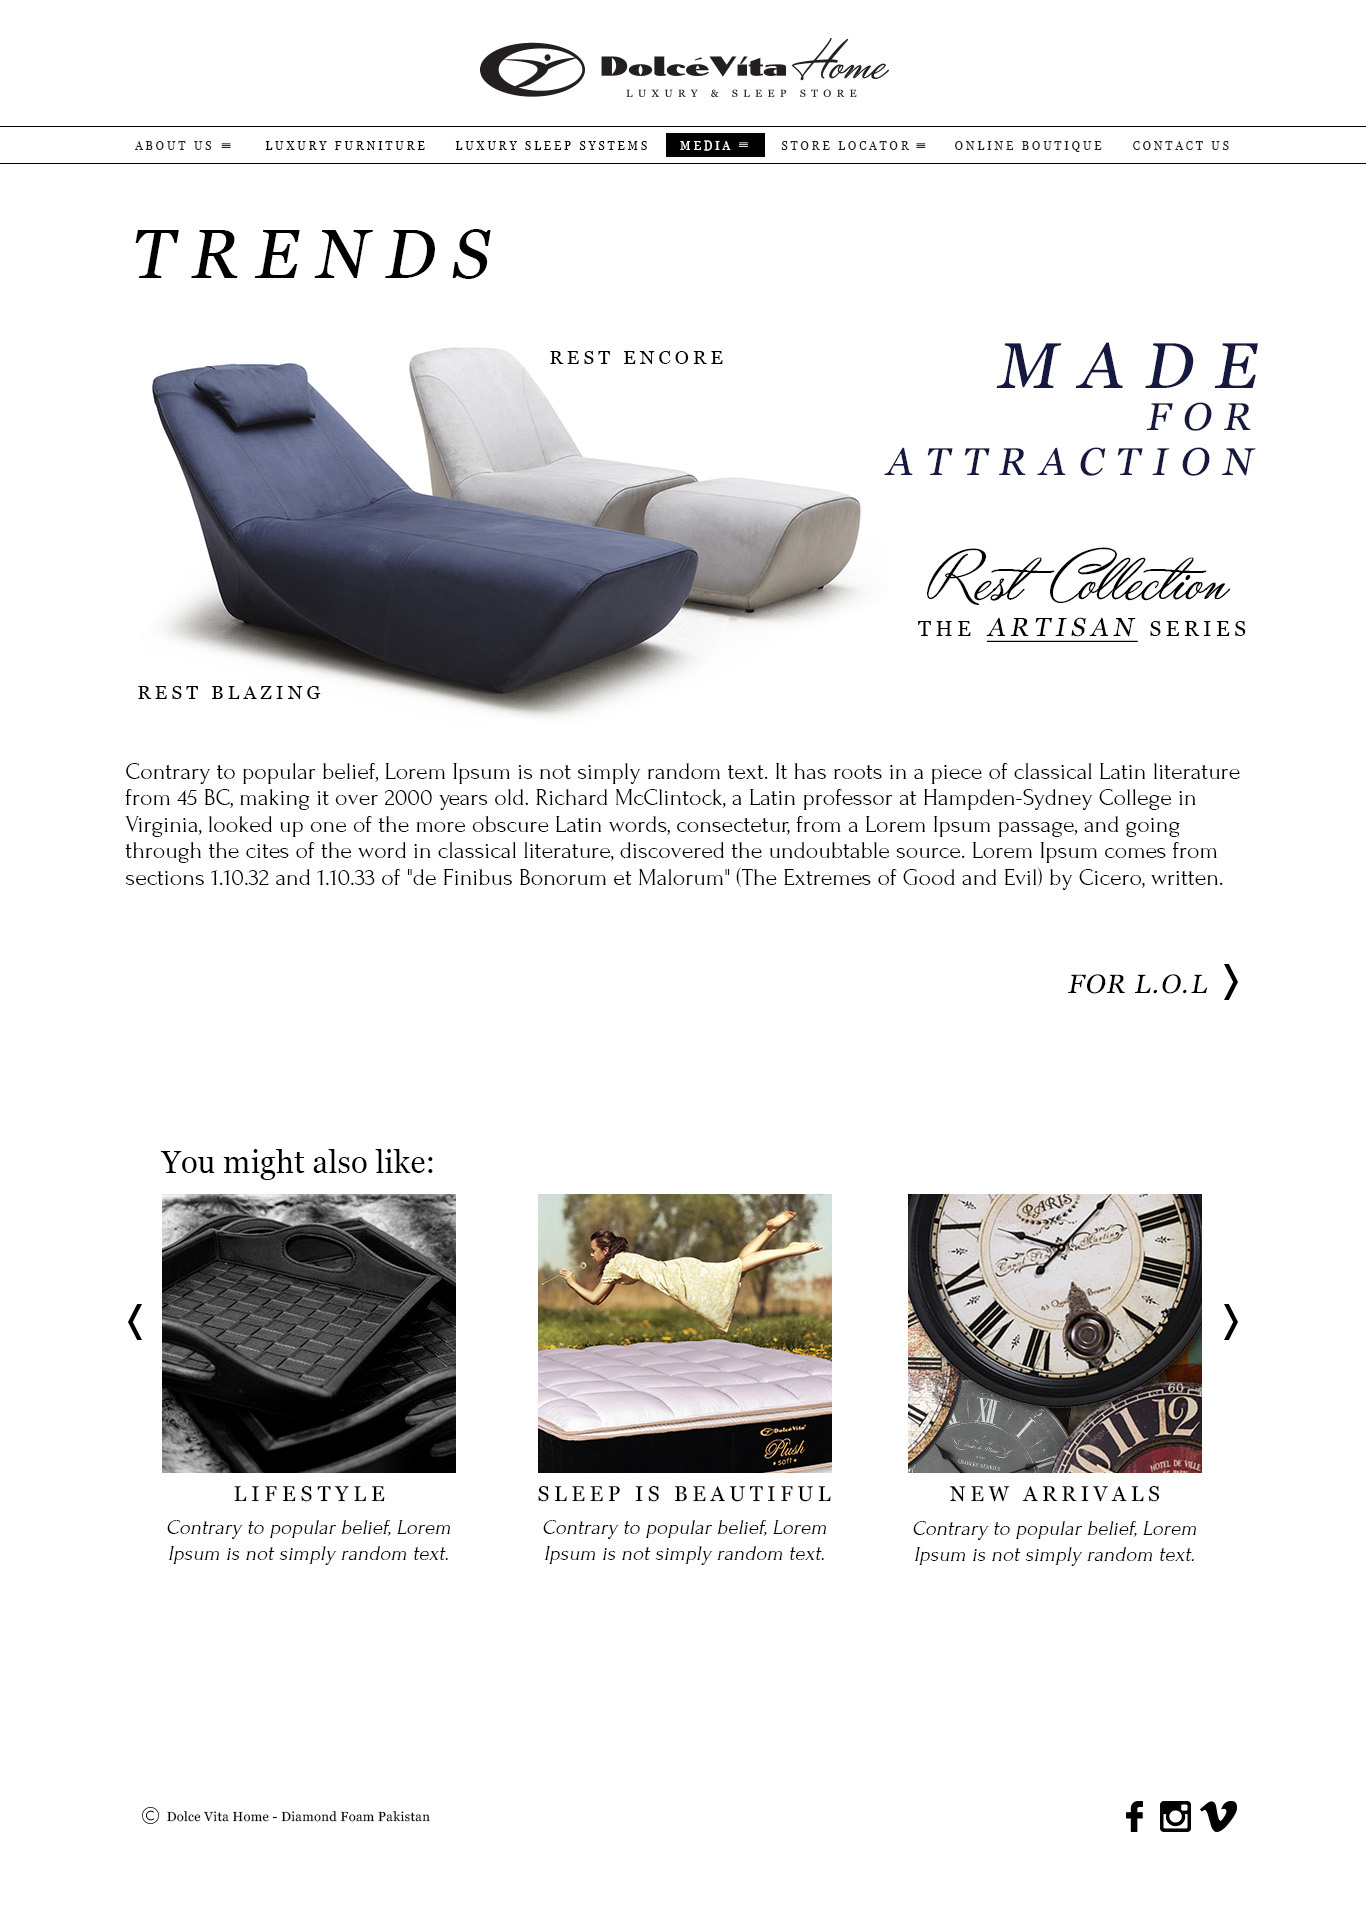 DolcéVita Home
LUXURY & SLEEP STORE
ABOUT US LUXURY FURNITURE LUXURY SLEEP SYSTEMS MEDIA STORE LOCATOR ONLINE BOUTIQUE CONTACT US
TRENDS
REST ENCORE
MADE
FOR
ATTRACTION
Rest Collection
THE ARTISAN SERIES
REST BLAZING
Contrary to popular belief, Lorem Ipsum is not simply random text. It has roots in a piece of classical Latin literature
from 45 BC, making it over 2000 years old. Richard McClintock, a Latin professor at Hampden-Sydney College in
Virginia, looked up one of the more obscure Latin words, consectetur, from a Lorem Ipsum passage, and going
through the cites of the word in classical literature, discovered the undoubtable source. Lorem Ipsum comes from
sections 1.10.32 and 1.10.33 of "de Finibus Bonorum et Malorum" (The Extremes of Good and Evil) by Cicero, written.
FOR L.O.L
You might also like:
DolcéVita
Plush
• soft •
PARIS
XII
60
10 11 12
HOTEL DE VILLE
LIFESTYLE
Contrary to popular belief, Lorem
Ipsum is not simply random text.
SLEEP IS BEAUTIFUL
Contrary to popular belief, Lorem
Ipsum is not simply random text.
NEW ARRIVALS
Contrary to popular belief, Lorem
Ipsum is not simply random text.
© Dolce Vita Home - Diamond Foam Pakistan